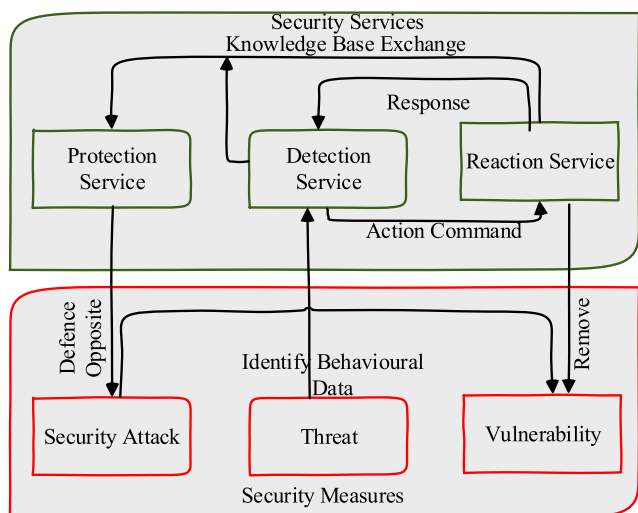 Security Services
Knowledge Base Exchange
Response
Protection
Service
Detection
Service
Reaction Service
Action Command
Defence
Opposite
Identify Behavioural
Data
Remove
Security Attack
Threat
Vulnerability
Security Measures